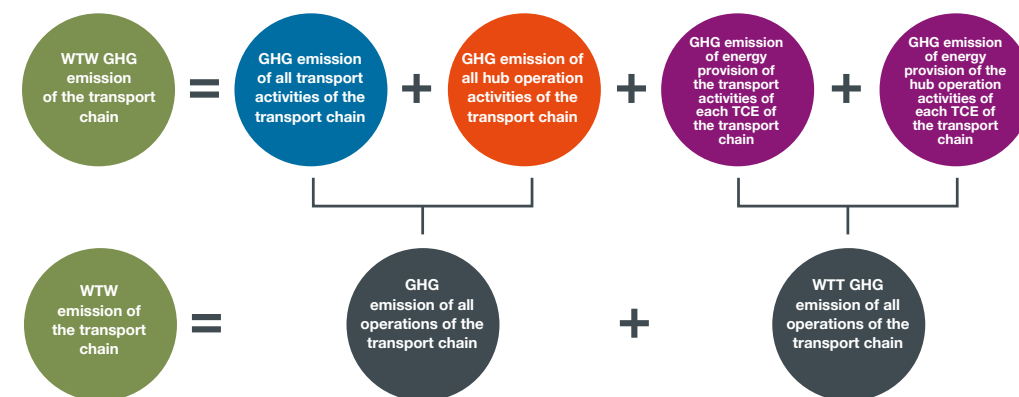 WTW GHG
emission
of the transport
chain
=
GHG emission
of all transport
activities of the
transport chain
+
GHG emission of
all hub operation
activities of the
transport chain
+
GHG emission
of energy
provision of
the transport
activities of
each TCE of
the transport
chain
+
GHG emission
of energy
provision of the
hub operation
activities of
each TCE of
the transport
chain
WTW
emission of
the transport
chain
=
GHG
emission of all
operations of the
transport chain
+
WTT GHG
emission of all
operations of the
transport chain